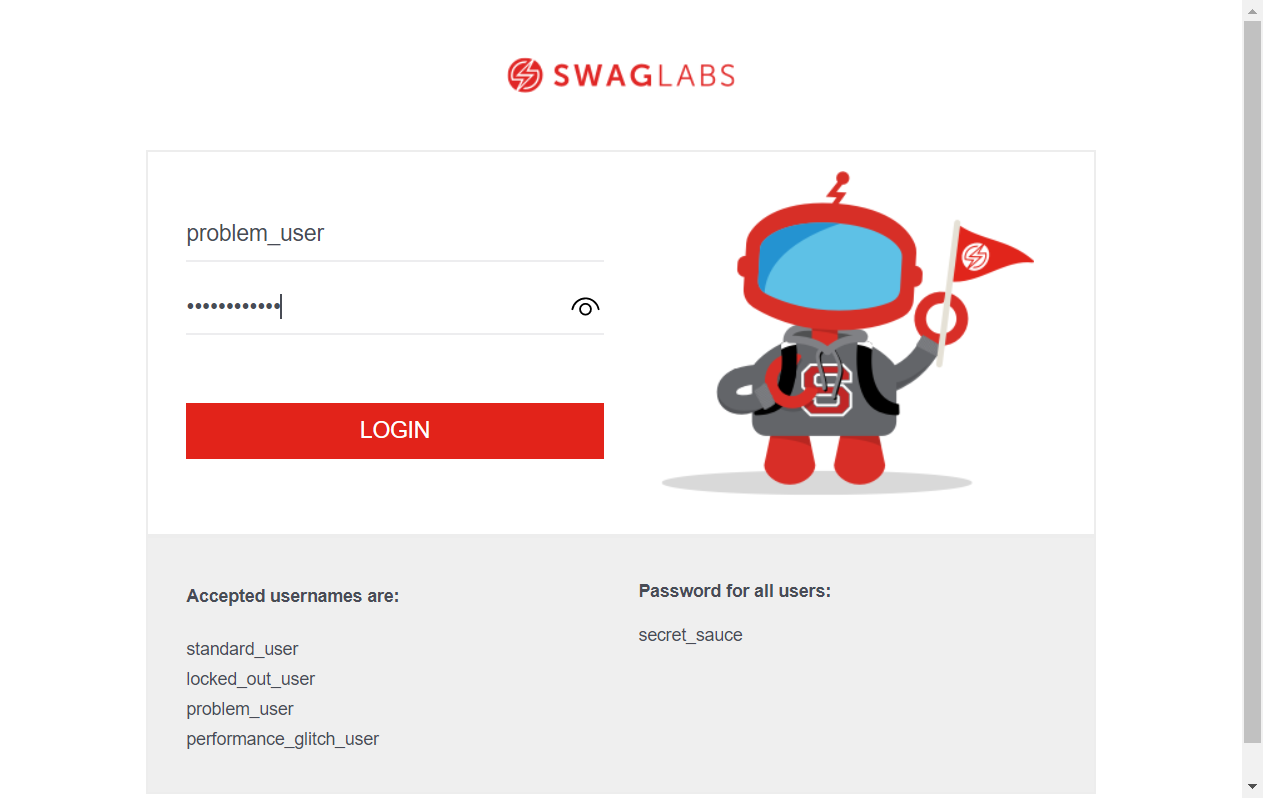 SWAGLABS
problem_user
••••••••••••
LOGIN
S
Accepted usernames are:
standard_user
locked_out_user
problem_user
performance_glitch_user
Password for all users:
secret_sauce